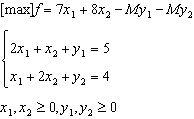 [max]f = 7x₁ + 8x₂ − My₁ − My₂
2x₁ + x₂ + y₁ = 5
x₁ + 2x₂ + y₂ = 4
x₁, x₂ ≥ 0, y₁, y₂ ≥ 0